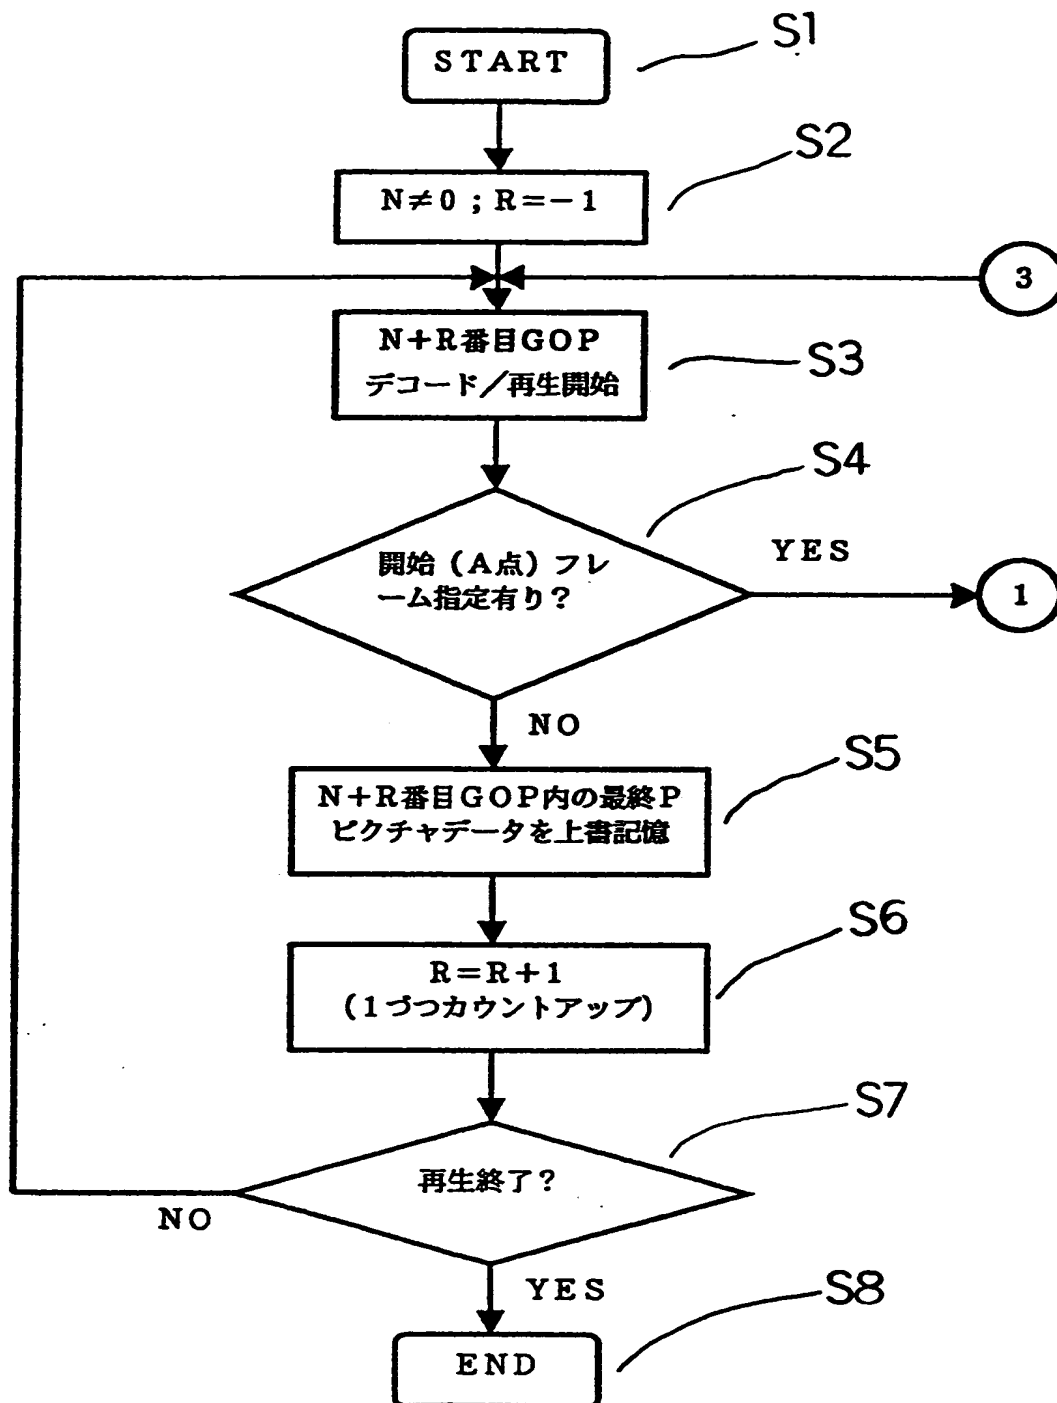 START
S1
N≠0；R＝－1
S2
3
N＋R番目GOP
デコード／再生開始
S3
開始（A点）フレ
ーム指定有り？
S4
YES
1
NO
N＋R番目GOP内の最終P
ピクチャデータを上書記憶
S5
R＝R＋1
（1づつカウントアップ）
S6
再生終了？
S7
NO
YES
END
S8